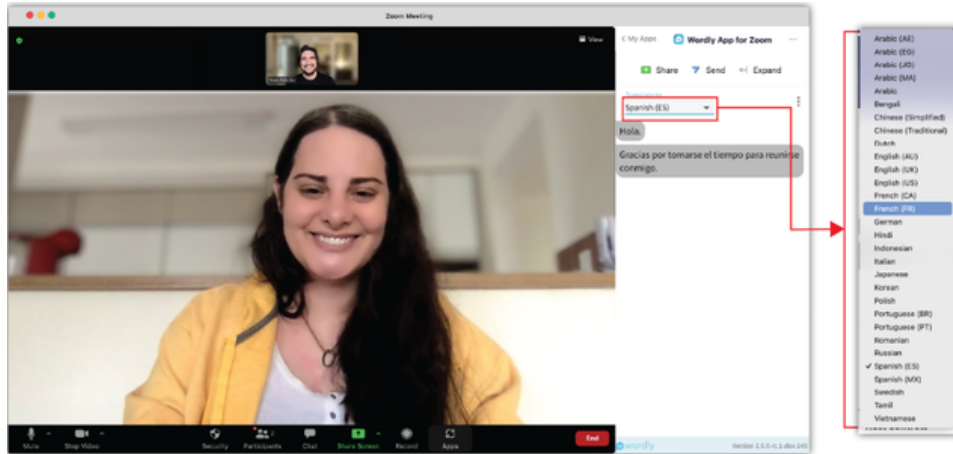 Zoom Meeting
View
< My Apps
Wordly App for Zoom
Share
Send
Expand
Translate to
Spanish (ES)
Hola.
Gracias por tomarse el tiempo para reunirse
conmigo.
Mute
Stop Video
Security
Participants
Chat
Share Screen
Record
Apps
End
wordly
Arabic (AE)
Arabic (EG)
Arabic (JO)
Arabic (MA)
Arabic
Bengali
Chinese (Simplified)
Chinese (Traditional)
Dutch
English (AU)
English (UK)
English (US)
French (CA)
French (FR)
German
Hindi
Indonesian
Italian
Japanese
Korean
Polish
Portuguese (BR)
Portuguese (PT)
Romanian
Russian
✓ Spanish (ES)
Spanish (MX)
Swedish
Tamil
Vietnamese